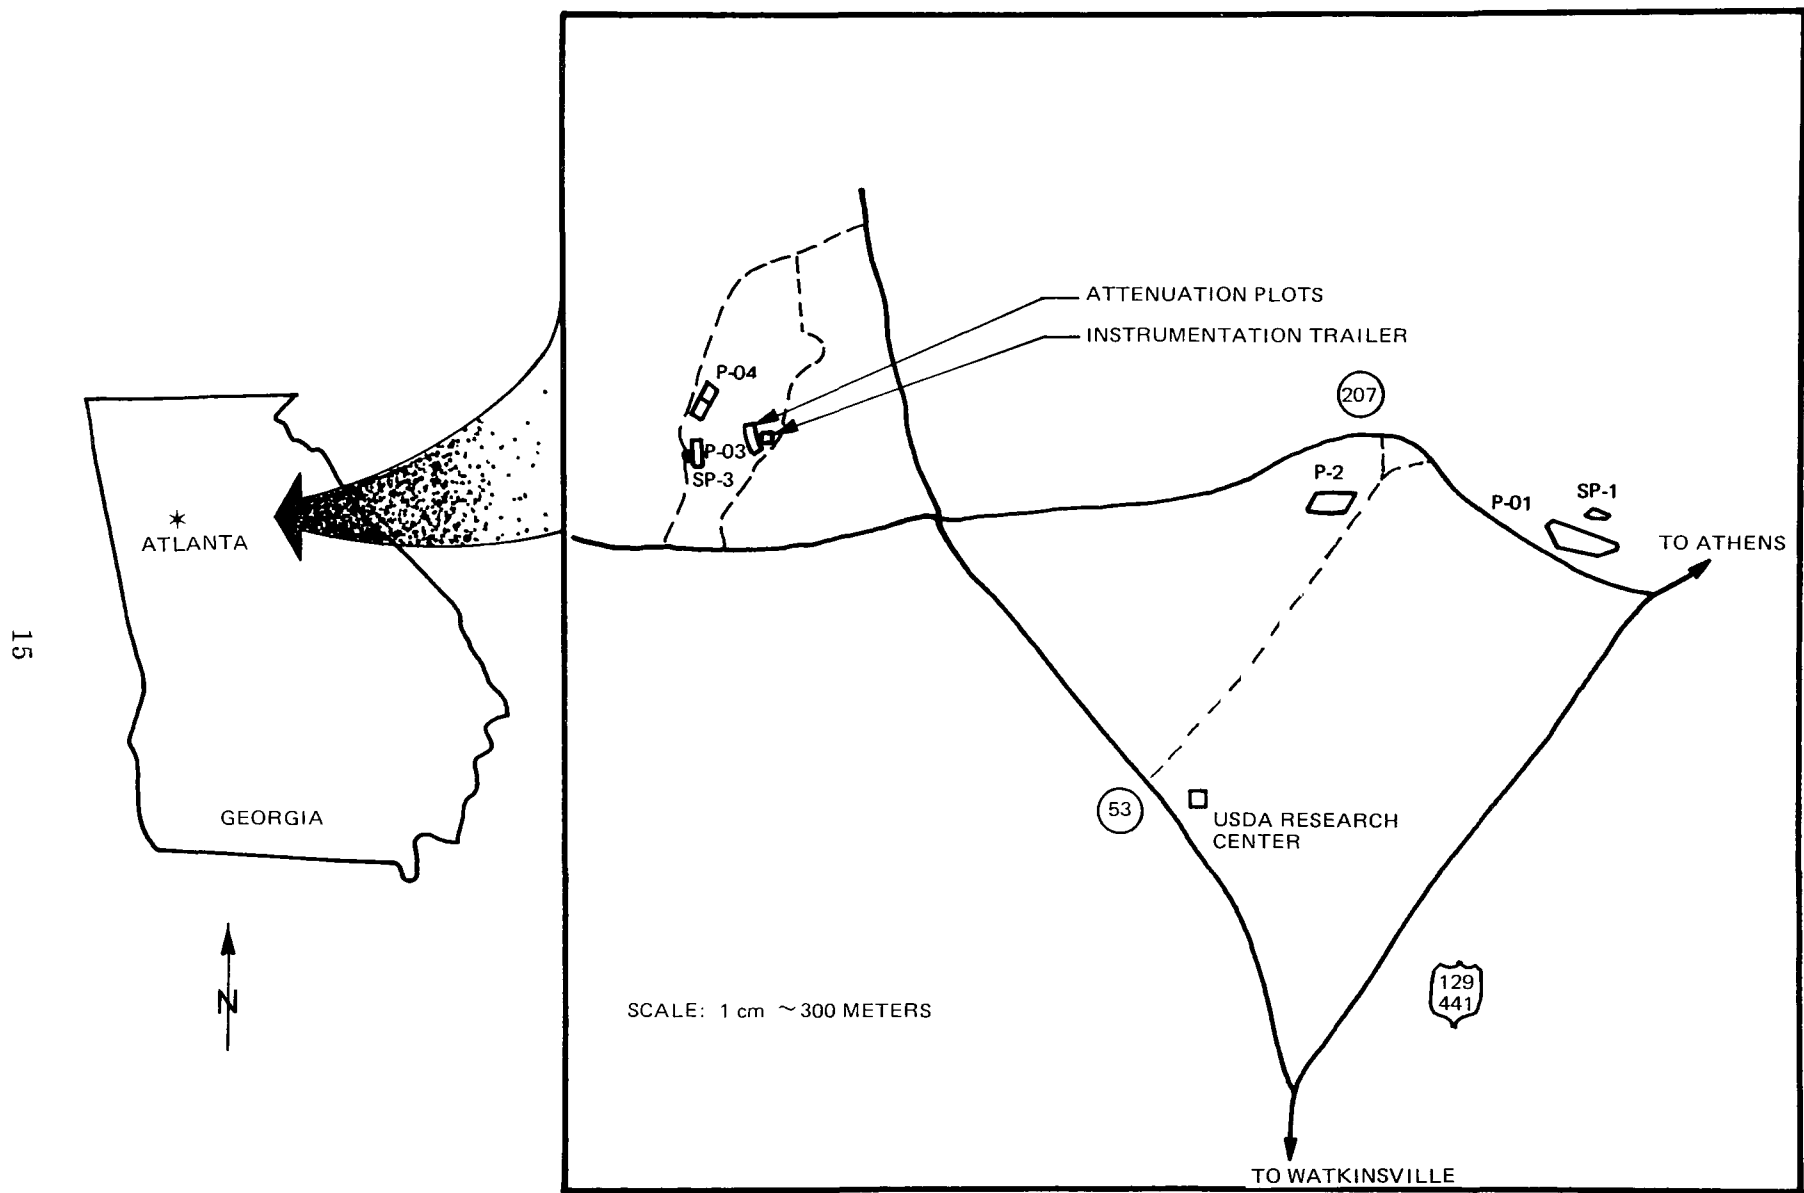 ATTENUATION PLOTS
INSTRUMENTATION TRAILER
P-04
P-03
SP-3
207
P-2
P-01
SP-1
TO ATHENS
ATLANTA
GEORGIA
53
USDA RESEARCH
CENTER
129
441
N
SCALE: 1 cm ~300 METERS
TO WATKINSVILLE
15